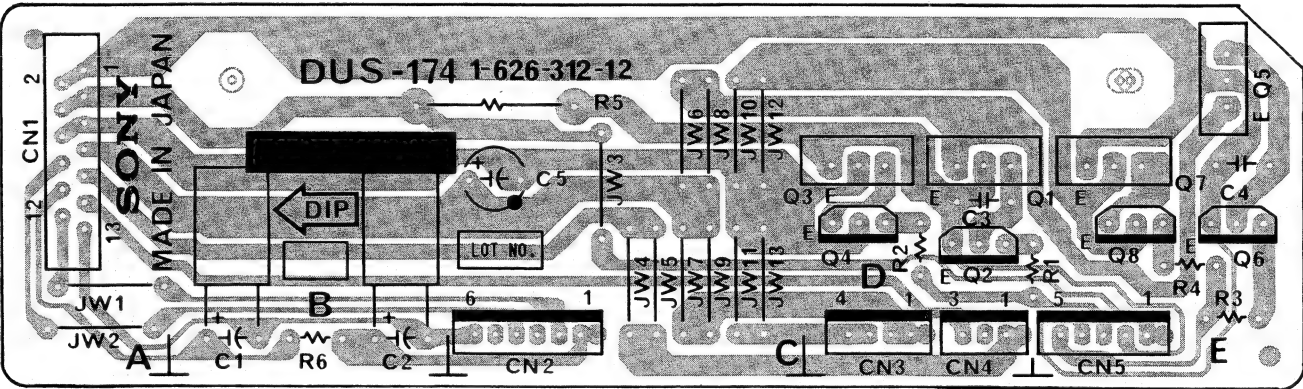 DUS-174 1-626-312-12
2
1
CN1
SONY
MADE IN JAPAN
12
13
R5
JW6
JW8
JW10
JW12
E Q5
C5
JW3
DIP
LOT NO.
Q3
E
E
C3
Q1
E
Q7
C4
E
Q4
R2
E
Q2
R1
E
Q8
E
Q6
R4
R3
JW4
JW5
JW7
JW9
JW11
JW13
D
JW1
JW2
A
B
C1
R6
C2
6
1
CN2
C
4
1
CN3
3
1
CN4
5
1
CN5
E